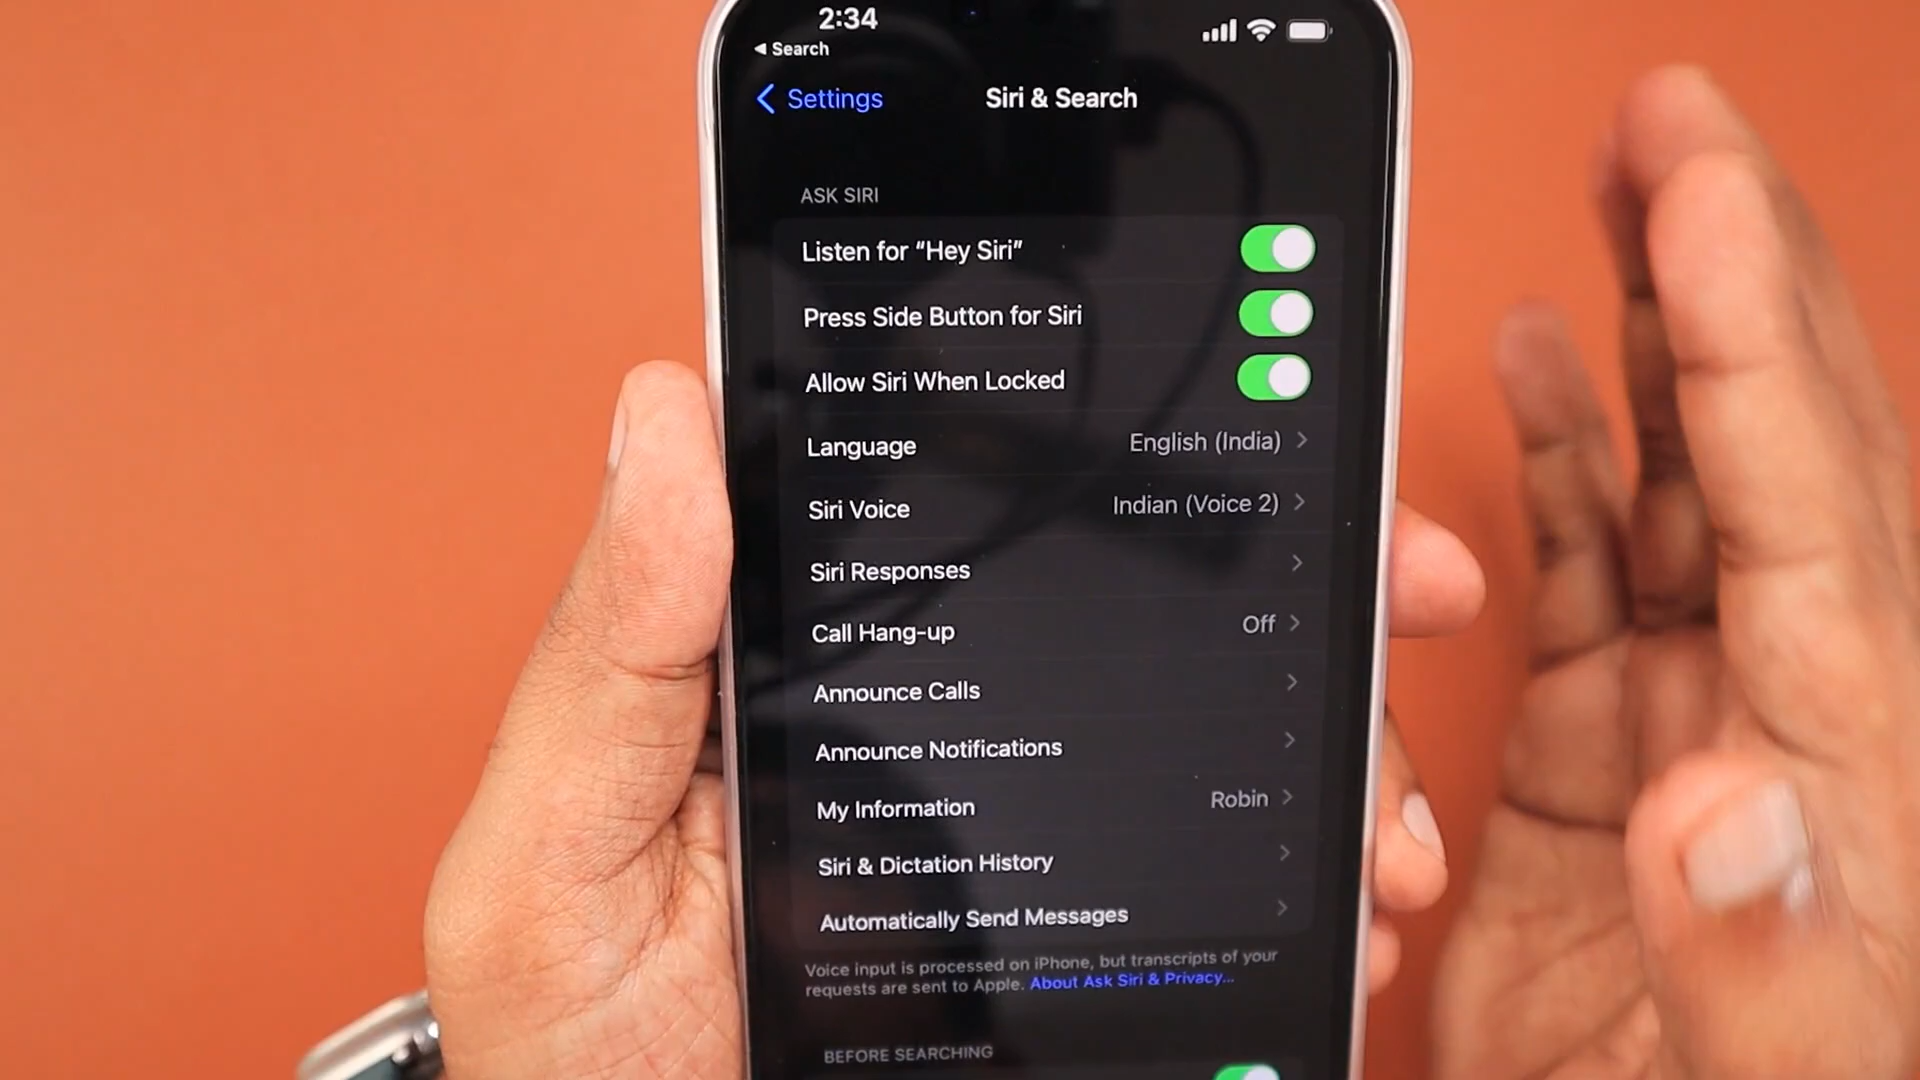 2:34
Search
Settings
Siri & Search
ASK SIRI
Listen for “Hey Siri”
Press Side Button for Siri
Allow Siri When Locked
Language English (India)
Siri Voice Indian (Voice 2)
Siri Responses
Call Hang-up Off
Announce Calls
Announce Notifications
My Information Robin
Siri & Dictation History
Automatically Send Messages
Voice input is processed on iPhone, but transcripts of your
requests are sent to Apple. About Ask Siri & Privacy...
BEFORE SEARCHING